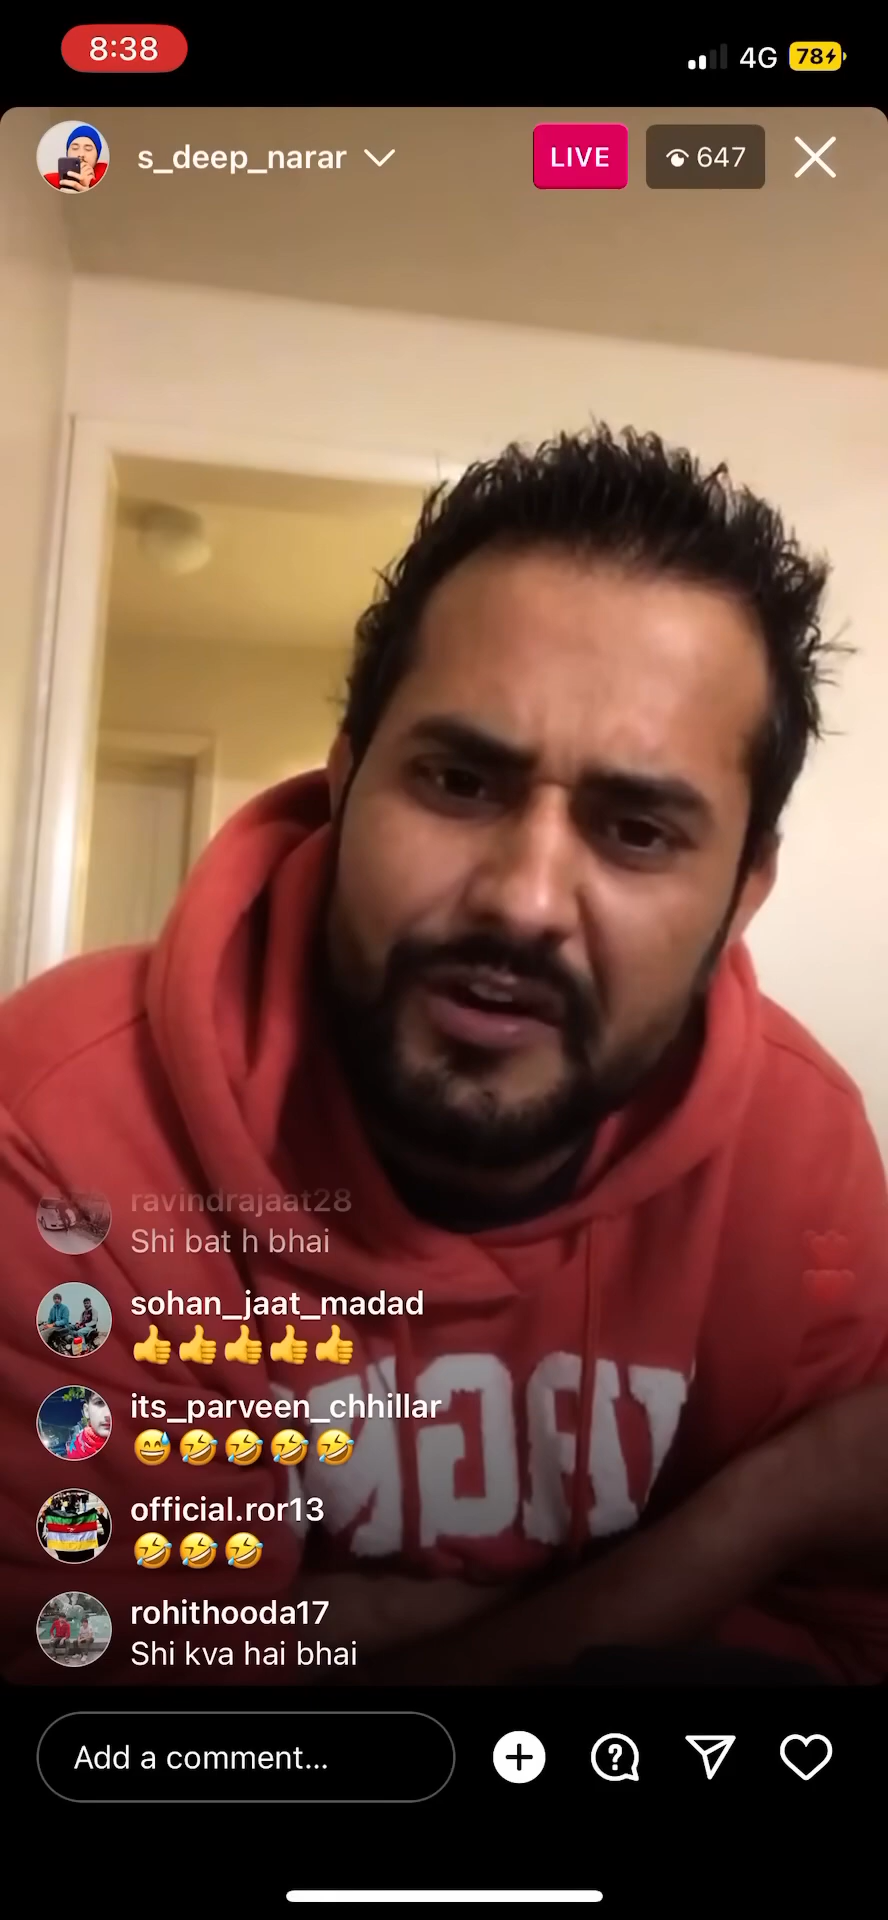 8:38
4G
78
s_deep_narar
LIVE
647
ravindrajaat28
Shi bat h bhai
sohan_jaat_madad
👍👍👍👍👍
its_parveen_chhillar
😅🤣🤣🤣🤣
official.ror13
🤣🤣🤣
rohithooda17
Shi kva hai bhai
Add a comment...